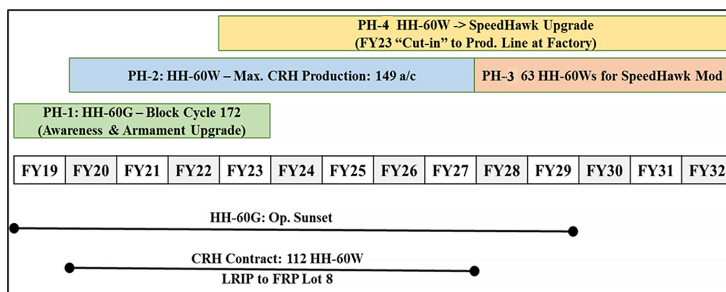 PH-4 HH-60W -> SpeedHawk Upgrade
(FY23 “Cut-in” to Prod. Line at Factory)
PH-2: HH-60W – Max. CRH Production: 149 a/c
PH-3 63 HH-60Ws for SpeedHawk Mod
PH-1: HH-60G – Block Cycle 172
(Awareness & Armament Upgrade)
FY19 FY20 FY21 FY22 FY23 FY24 FY25 FY26 FY27 FY28 FY29 FY30 FY31 FY32
HH-60G: Op. Sunset
CRH Contract: 112 HH-60W
LRIP to FRP Lot 8